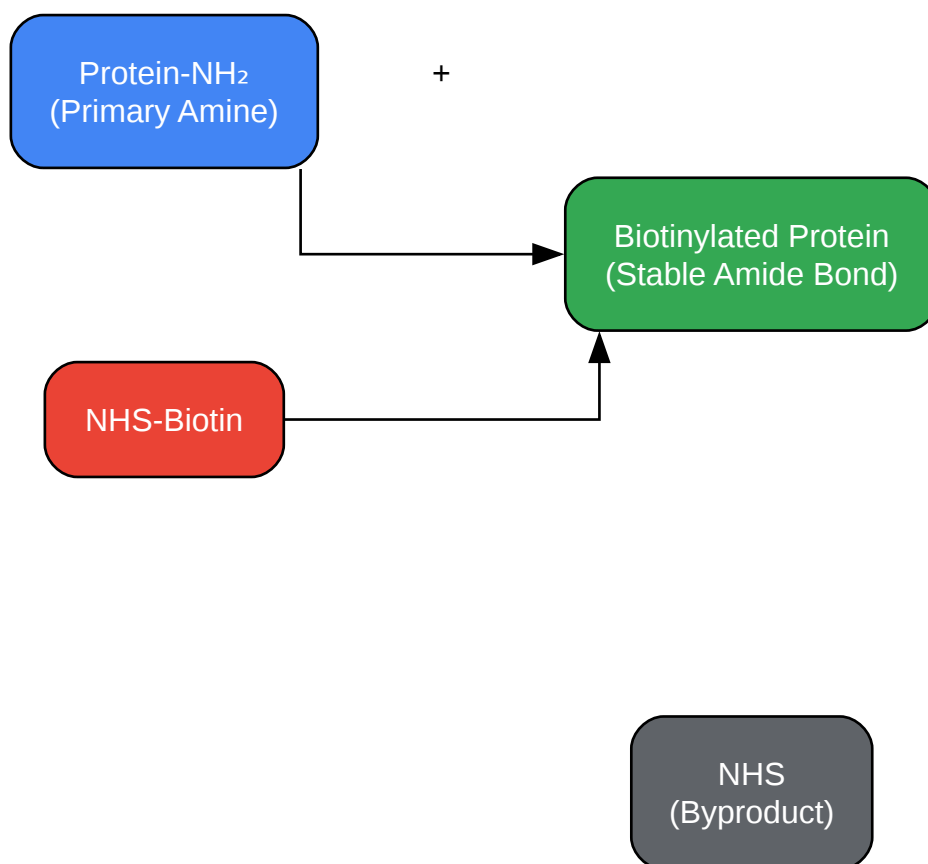 Protein-NH₂
(Primary Amine)
+
Biotinylated Protein
(Stable Amide Bond)
NHS-Biotin
NHS
(Byproduct)